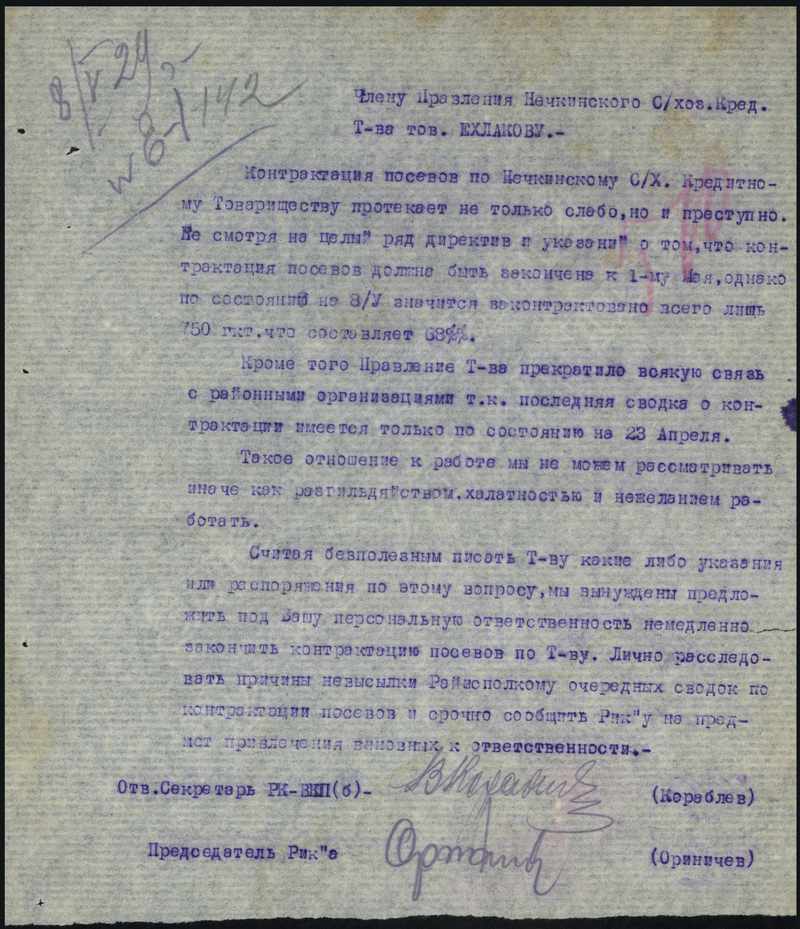 8/V 29
№ 8-1/142
Члену Правления Нечкинского С/хоз.Кред.
Т-ва тов. ЕХЛАКОВУ.-
Контрактация посевов по Нечкинскому С/Х. Кредитно-
му Товариществу протекает не только слабо,но и преступно.
Не смотря на целый ряд директив и указаний о том,что кон-
трактация посевов должна быть закончена к 1-му Мая,однако
по состоянию на 8/У значится законтрактовано всего лишь
750 гкт.что составляет 68%%.
Кроме того Правление Т-ва прекратило всякую связь
с районными организациями т.к. последняя сводка о кон-
трактации имеется только по состоянию на 23 Апреля.
Такое отношение к работе мы не можем рассматривать
иначе как разгильдяйством.халатностью и нежеланием ра-
ботать.
Считая безполезным писать Т-ву какие либо указания
или распоряжения по этому вопросу,мы вынуждены предло-
жить под Вашу персональную ответственность немедленно
закончить контрактацию посевов по Т-ву. Лично расследо-
вать причины невысылки Райисполкому очередных сводок по
контрактации посевов и срочно сообщить Рик"у на пред-
мет привлечения виновных к ответственности.-
Отв.Секретарь РК-ВКП(б)-
(Кораблев)
Председатель Рик"а
(Ориничев)